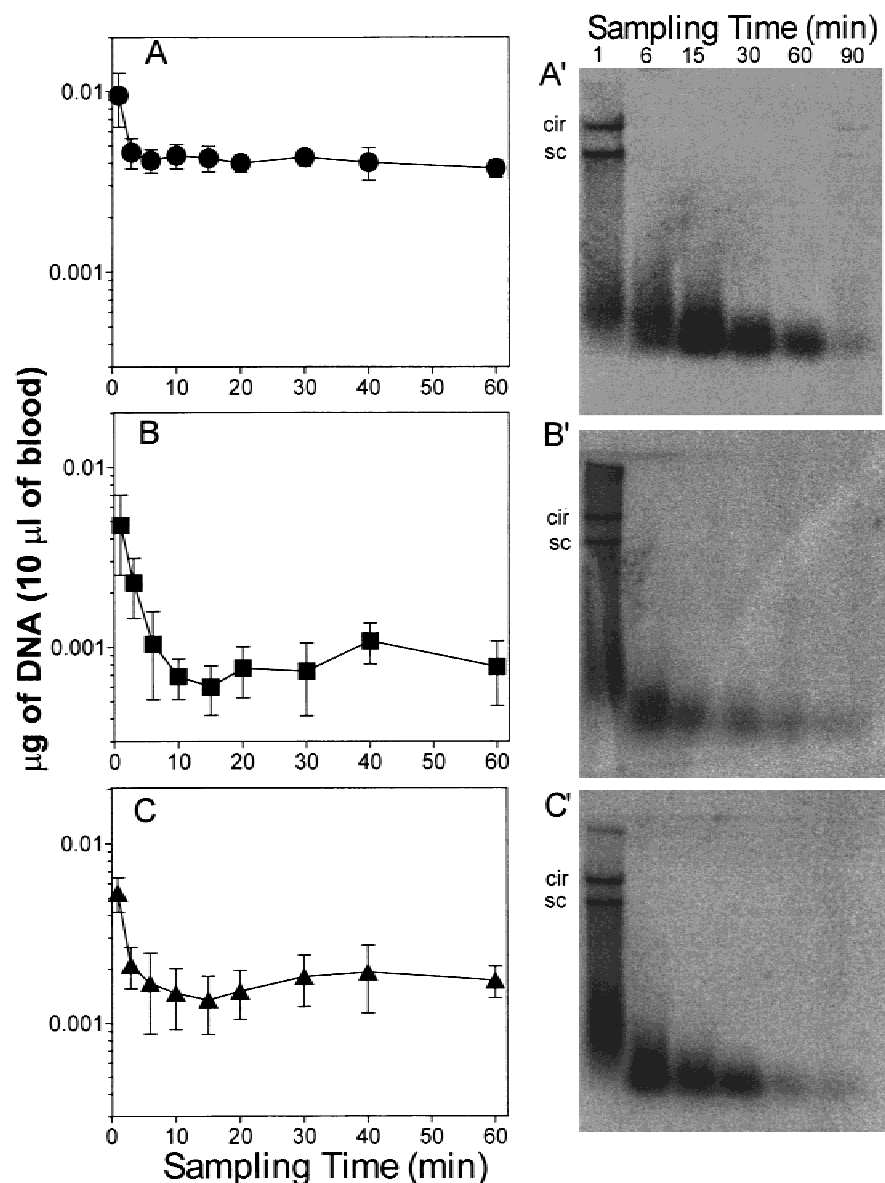 Sampling Time (min)
1 6 15 30 60 90
A
0.01
0.001
0 10 20 30 40 50 60
A'
cir
sc
B
0.01
0.001
0 10 20 30 40 50 60
B'
cir
sc
C
0.01
0.001
0 10 20 30 40 50 60
C'
cir
sc
µg of DNA (10 µl of blood)
Sampling Time (min)